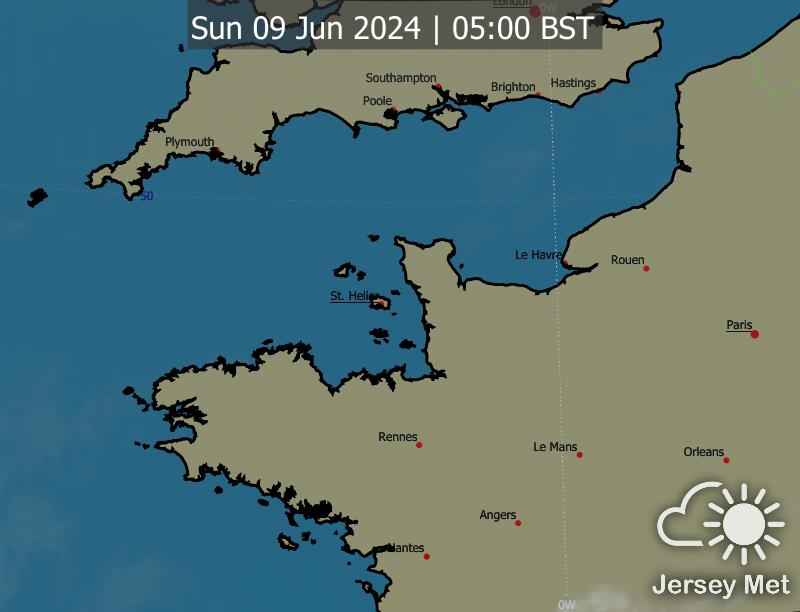 London
0W
Sun 09 Jun 2024 | 05:00 BST
Southampton
Brighton
Hastings
Poole
Plymouth
50
Le Havre
Rouen
St. Helier
Paris
Rennes
Le Mans
Orleans
Angers
Nantes
Jersey Met
0W